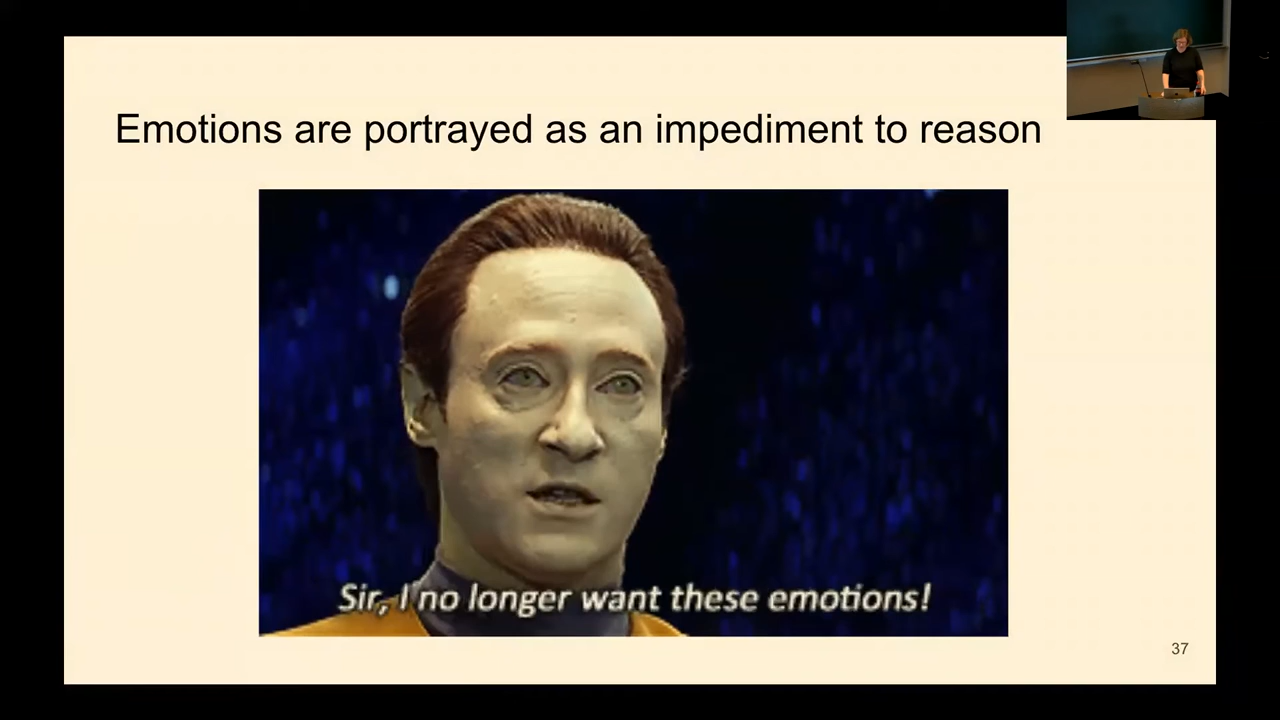 Emotions are portrayed as an impediment to reason
Sir, I no longer want these emotions!
37